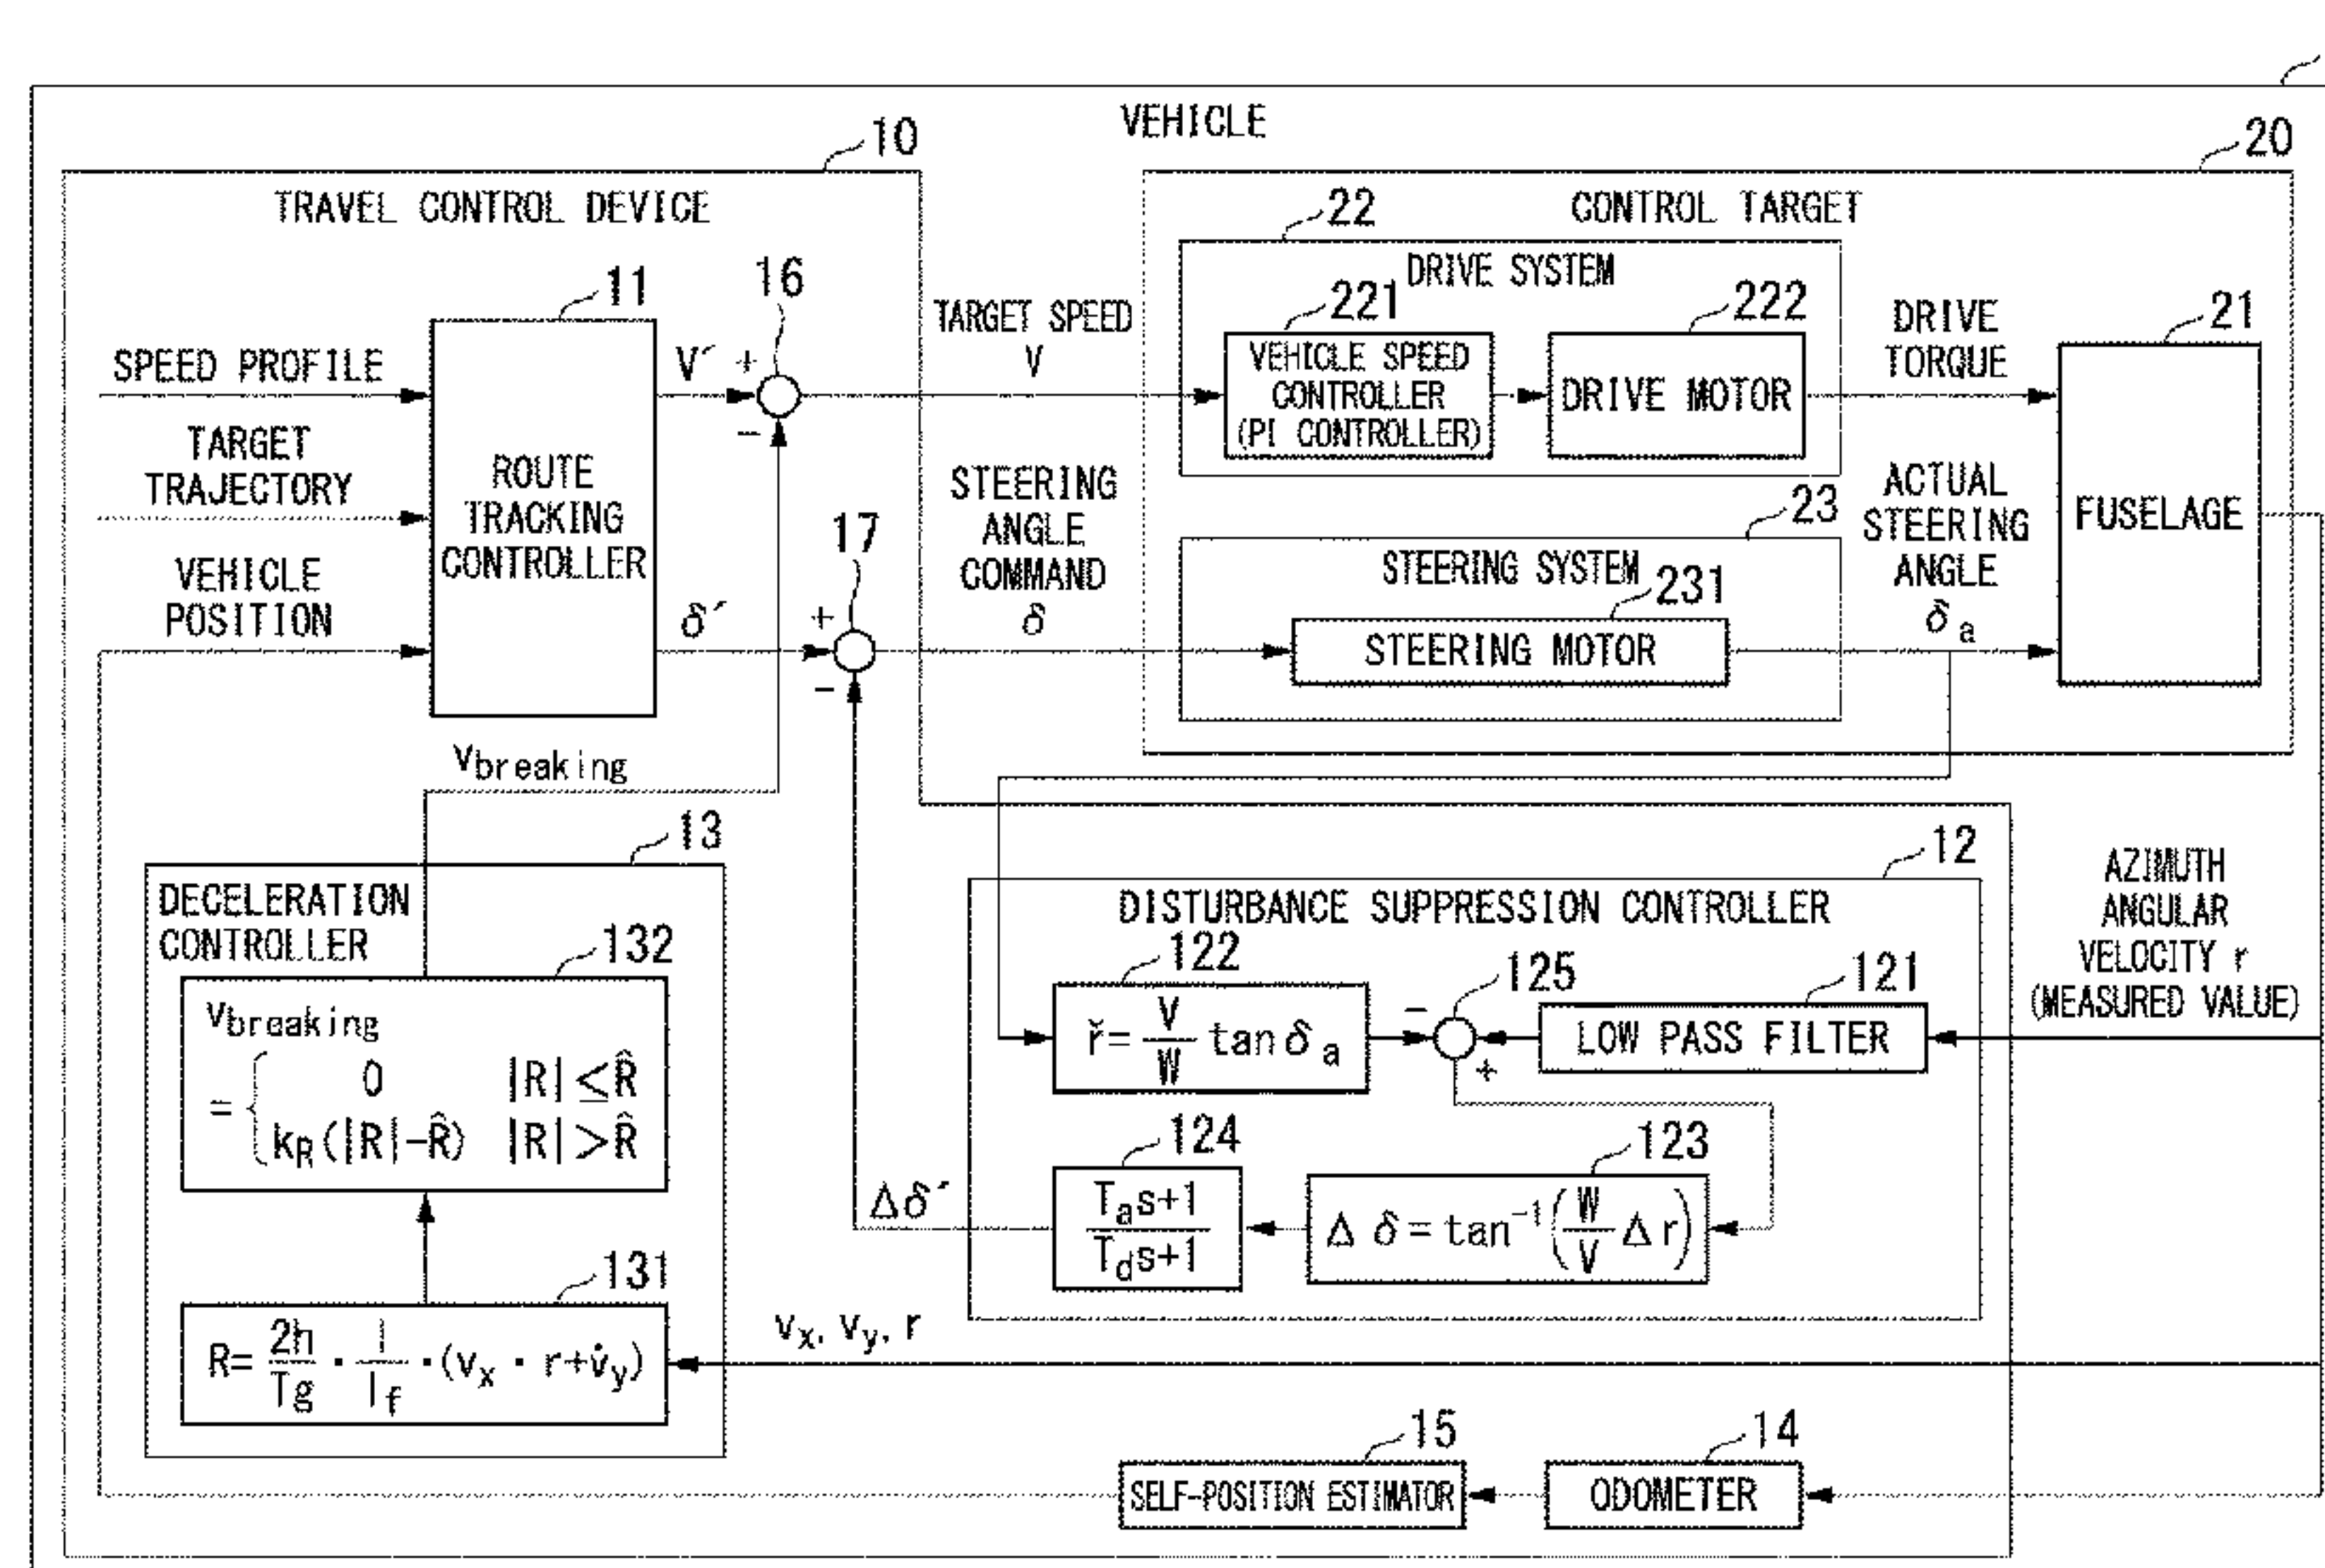 VEHICLE
10
20
TRAVEL CONTROL DEVICE
CONTROL TARGET
22
DRIVE SYSTEM
11
16
221
222
21
SPEED PROFILE
V´ + −
TARGET SPEED
V
VEHICLE SPEED
CONTROLLER
(PI CONTROLLER)
DRIVE MOTOR
DRIVE
TORQUE
TARGET
TRAJECTORY
ROUTE
TRACKING
CONTROLLER
FUSELAGE
VEHICLE
POSITION
δ´ + −
17
STEERING
ANGLE
COMMAND
δ
23
STEERING SYSTEM
231
STEERING MOTOR
ACTUAL
STEERING
ANGLE
δa
Vbreaking
13
DECELERATION
CONTROLLER
132
Vbreaking
= { 0 |R|≤R̂
kR(|R|−R̂) |R|>R̂
131
R= 2h/Tg · l/lf · (vx · r+v̇y)
12
DISTURBANCE SUPPRESSION CONTROLLER
122
ř= V/W tan δa
125
− +
121
LOW PASS FILTER
AZIMUTH
ANGULAR
VELOCITY r
(MEASURED VALUE)
124
Tas+1
Tds+1
123
Δ δ = tan⁻¹(W/V Δ r)
Δδ´
vx, vy, r
15
SELF-POSITION ESTIMATOR
14
ODOMETER